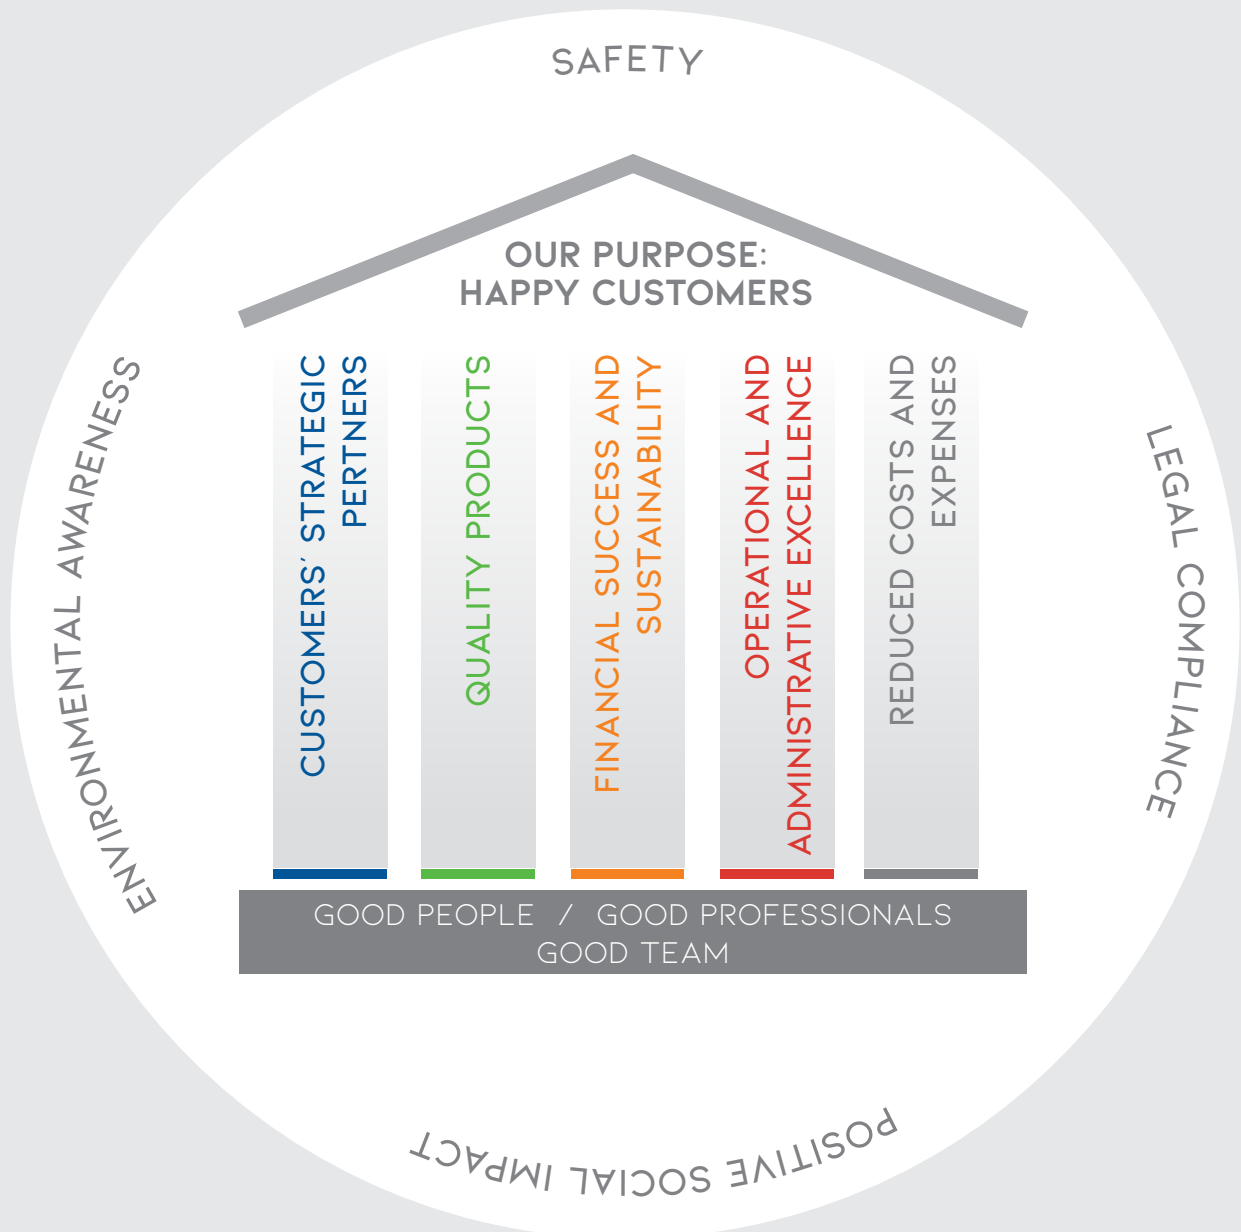 SAFETY
OUR PURPOSE:
HAPPY CUSTOMERS
ENVIRONMENTAL AWARENESS
CUSTOMERS' STRATEGIC
PERTNERS
QUALITY PRODUCTS
FINANCIAL SUCCESS AND
SUSTAINABILITY
OPERATIONAL AND
ADMINISTRATIVE EXCELLENCE
REDUCED COSTS AND
EXPENSES
LEGAL COMPLIANCE
GOOD PEOPLE / GOOD PROFESSIONALS
GOOD TEAM
POSITIVE SOCIAL IMPACT